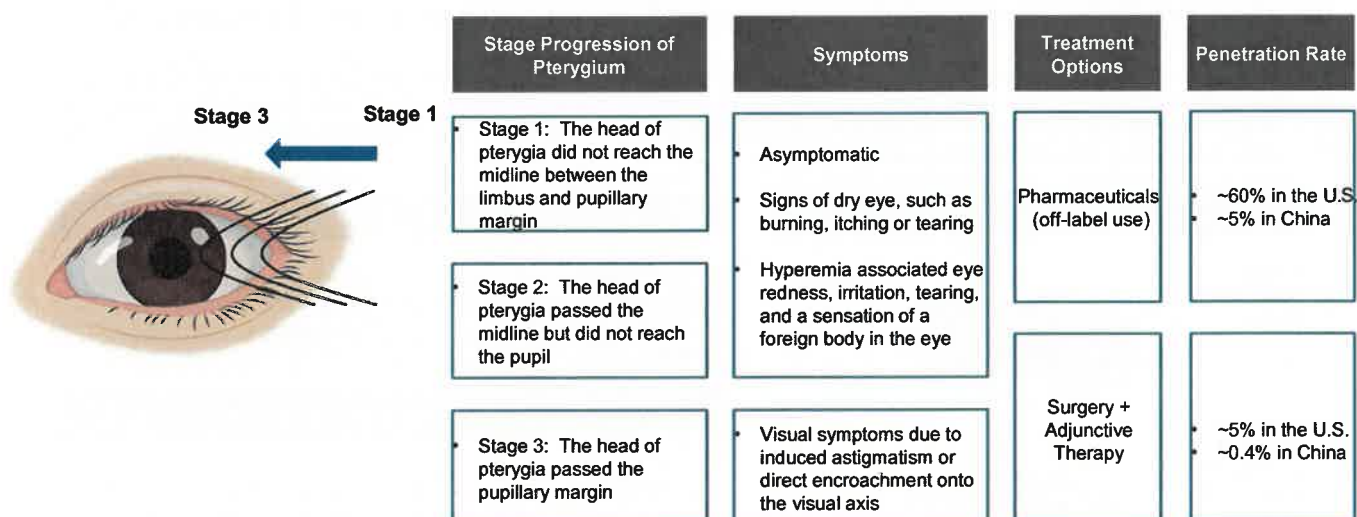 Stage Progression of
Pterygium
Symptoms
Treatment
Options
Penetration Rate
Stage 3
Stage 1
• Stage 1: The head of
pterygia did not reach the
midline between the
limbus and pupillary
margin
• Stage 2: The head of
pterygia passed the
midline but did not reach
the pupil
• Stage 3: The head of
pterygia passed the
pupillary margin
• Asymptomatic
• Signs of dry eye, such as
burning, itching or tearing
• Hyperemia associated eye
redness, irritation, tearing,
and a sensation of a
foreign body in the eye
• Visual symptoms due to
induced astigmatism or
direct encroachment onto
the visual axis
Pharmaceuticals
(off-label use)
Surgery +
Adjunctive
Therapy
• ~60% in the U.S.
• ~5% in China
• ~5% in the U.S.
• ~0.4% in China